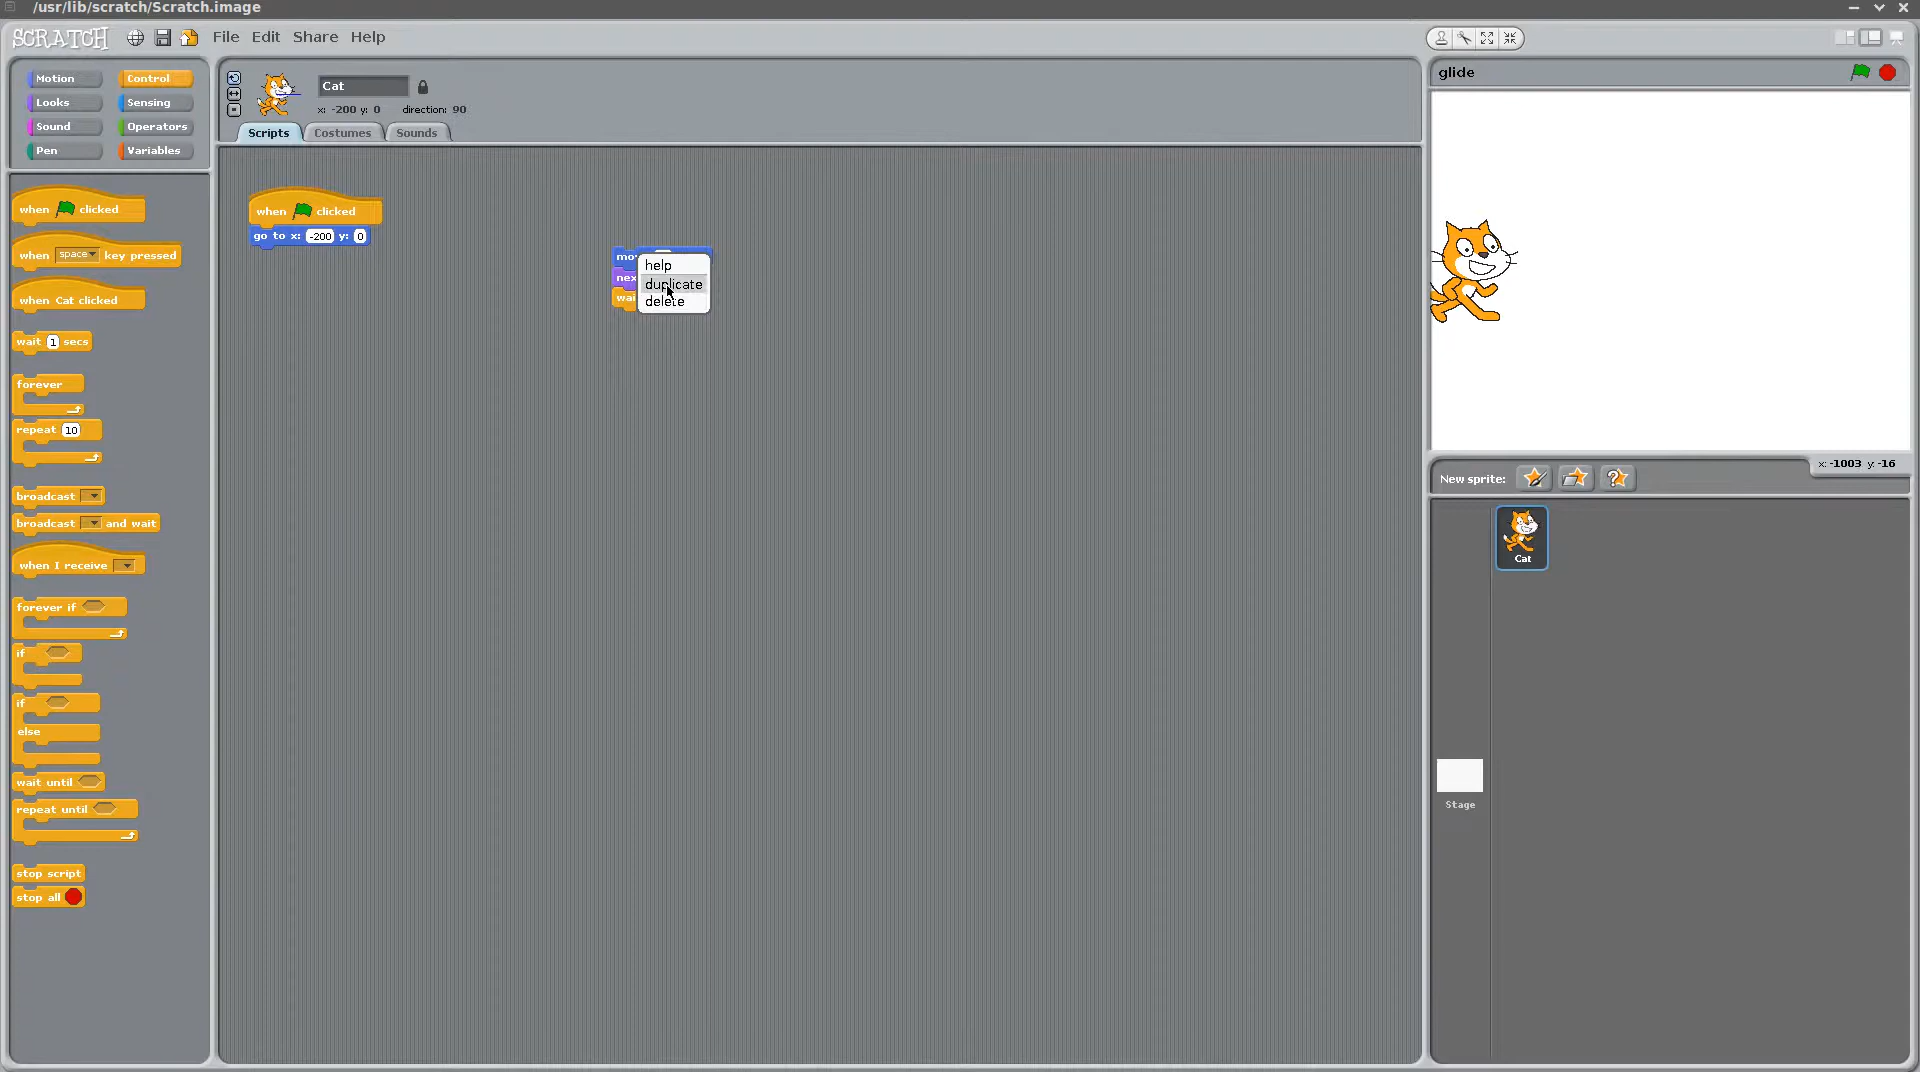 /usr/lib/scratch/Scratch.image
SCRATCH File Edit Share Help
Motion Control
Looks Sensing
Sound Operators
Pen Variables
when clicked
when space key pressed
when Cat clicked
wait 1 secs
forever
repeat 10
broadcast
broadcast and wait
when I receive
forever if
if
if
else
wait until
repeat until
stop script
stop all
Cat
x: -200 y: 0 direction: 90
Scripts Costumes Sounds
when clicked
go to x: -200 y: 0
help
duplicate
delete
glide
x: -1003 y: -16
New sprite:
Cat
Stage